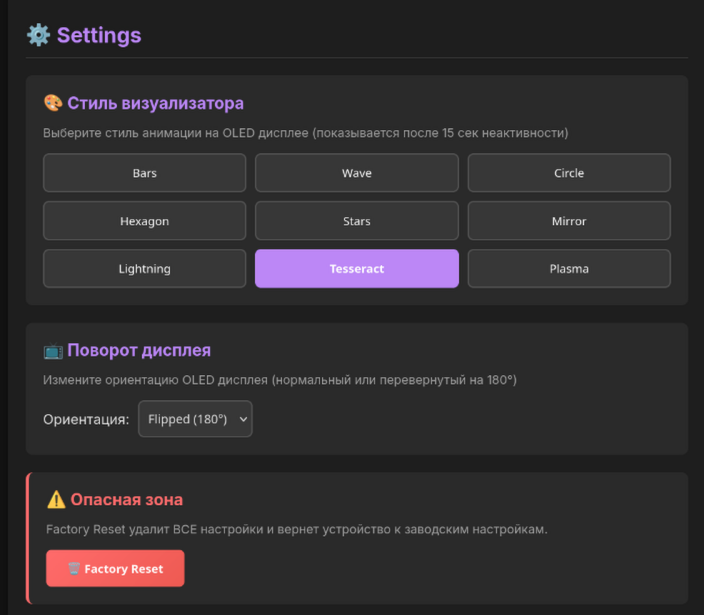 ⚙️ Settings
🎨 Стиль визуализатора
Выберите стиль анимации на OLED дисплее (показывается после 15 сек неактивности)
Bars Wave Circle
Hexagon Stars Mirror
Lightning Tesseract Plasma
📺 Поворот дисплея
Измените ориентацию OLED дисплея (нормальный или перевернутый на 180°)
Ориентация: Flipped (180°)
⚠️ Опасная зона
Factory Reset удалит ВСЕ настройки и вернет устройство к заводским настройкам.
🗑️ Factory Reset